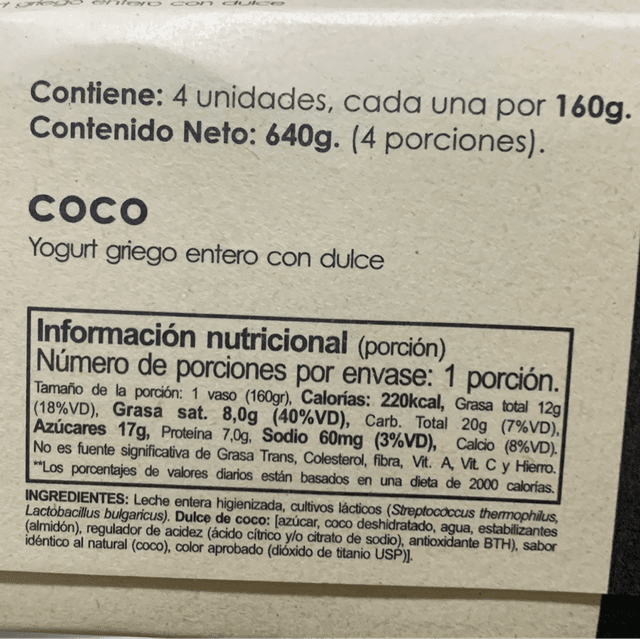 griego entero con dulce
Contiene: 4 unidades, cada una por 160g.
Contenido Neto: 640g. (4 porciones).
COCO
Yogurt griego entero con dulce
Información nutricional (porción)
Número de porciones por envase: 1 porción.
Tamaño de la porción: 1 vaso (160gr), Calorías: 220kcal, Grasa total 12g
(18%VD), Grasa sat. 8,0g (40%VD), Carb. Total 20g (7%VD),
Azúcares 17g, Proteína 7,0g, Sodio 60mg (3%VD), Calcio (8%VD).
No es fuente significativa de Grasa Trans, Colesterol, fibra, Vit. A, Vit. C y Hierro.
**Los porcentajes de valores diarios están basados en una dieta de 2000 calorías.
INGREDIENTES: Leche entera higienizada, cultivos lácticos (Streptococcus thermophilus,
Lactobacillus bulgaricus). Dulce de coco: [azúcar, coco deshidratado, agua, estabilizantes
(almidón), regulador de acidez (ácido cítrico y/o citrato de sodio), antioxidante BTH), sabor
idéntico al natural (coco), color aprobado (dióxido de titanio USP)].